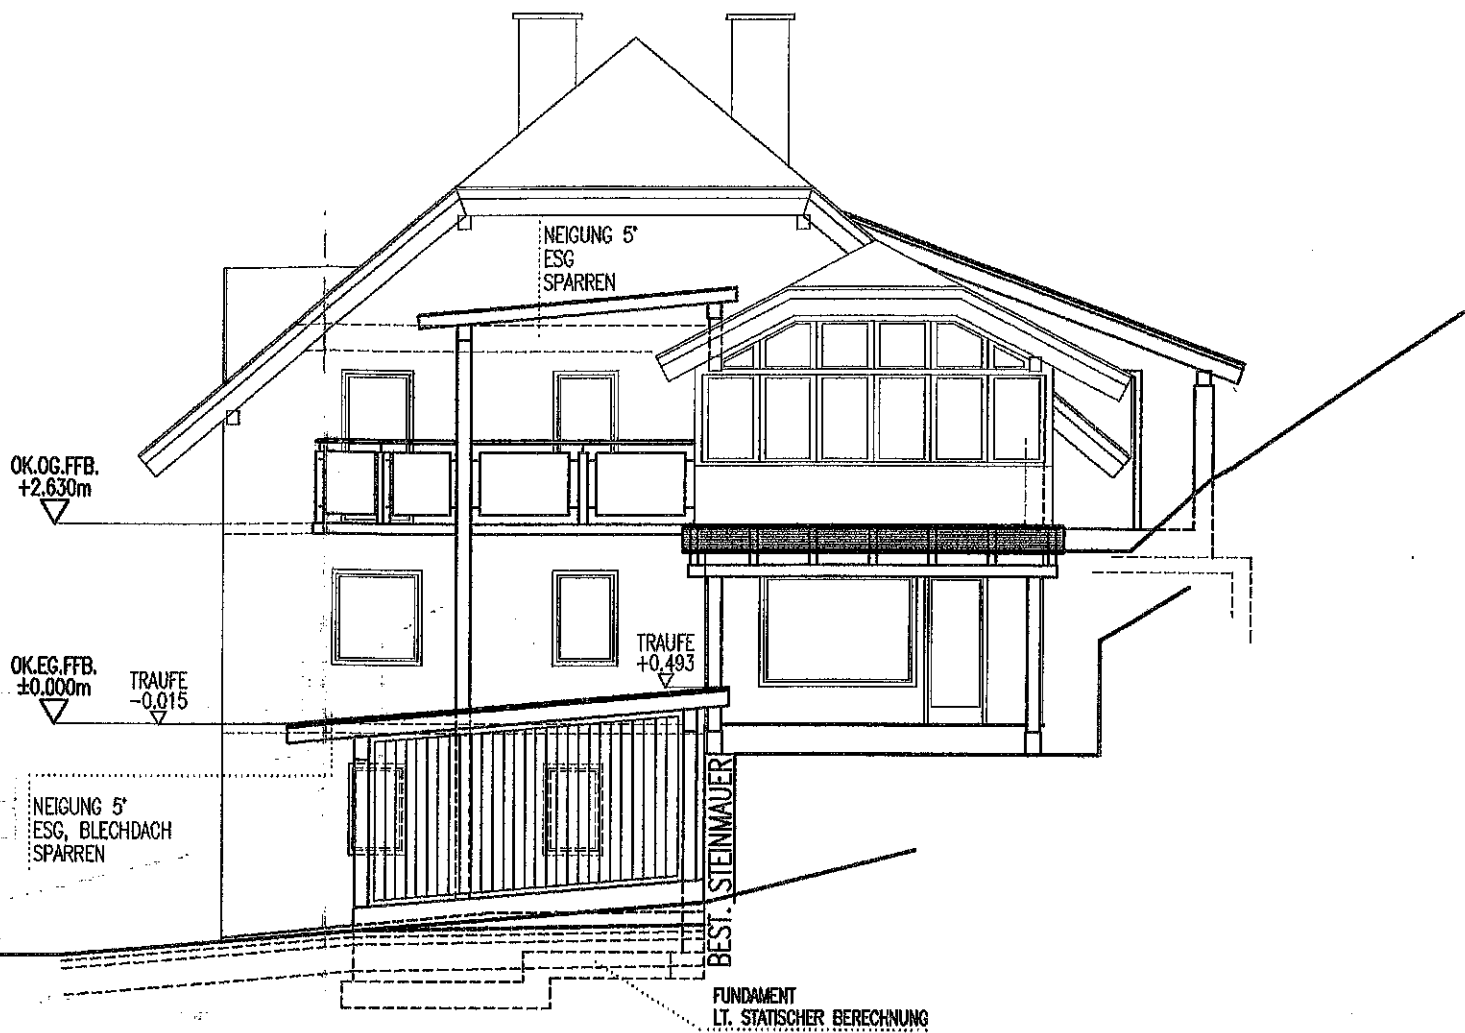 NEIGUNG 5°
ESG
SPARREN
OK.OG.FFB.
+2.630m
OK.EG.FFB.
±0.000m
TRAUFE
-0.015
TRAUFE
+0.493
NEIGUNG 5°
ESG, BLECHDACH
SPARREN
BEST. STEINMAUER
FUNDAMENT
LT. STATISCHER BERECHNUNG